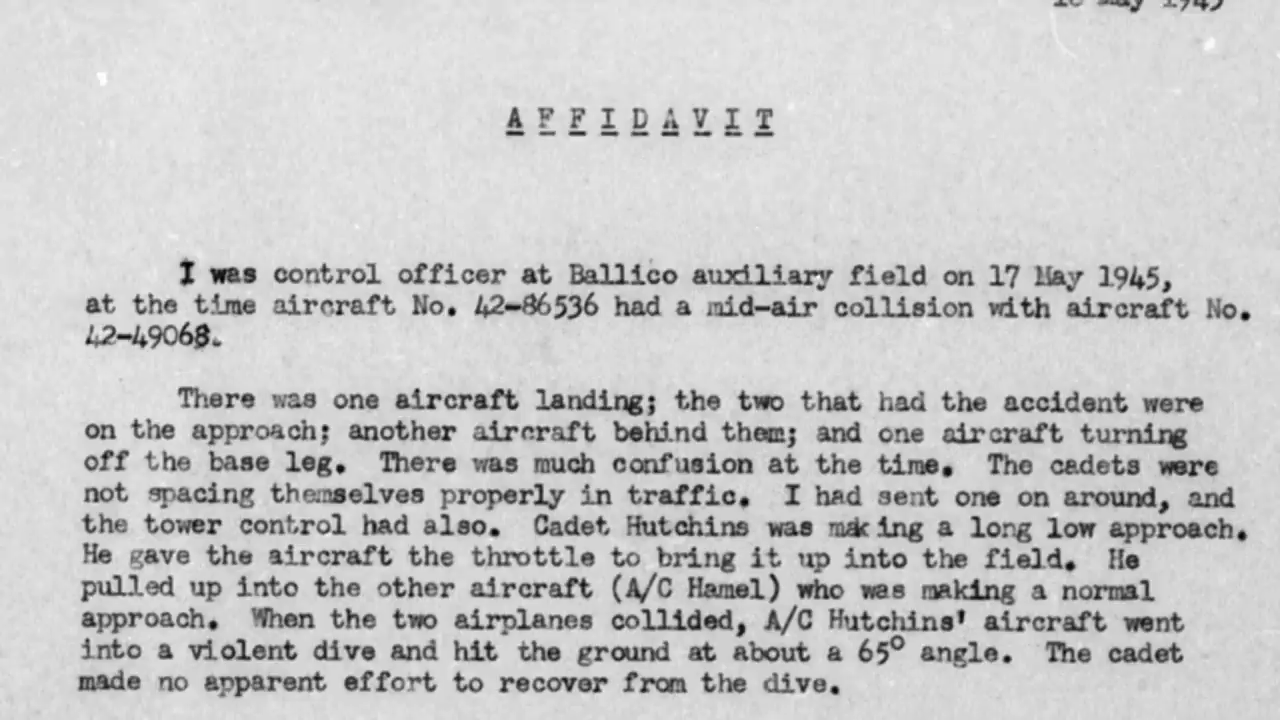 May 1945
A F F I D A V I T
I was control officer at Ballico auxiliary field on 17 May 1945,
at the time aircraft No. 42-86536 had a mid-air collision with aircraft No.
42-49068.
There was one aircraft landing; the two that had the accident were
on the approach; another aircraft behind them; and one aircraft turning
off the base leg. There was much confusion at the time. The cadets were
not spacing themselves properly in traffic. I had sent one on around, and
the tower control had also. Cadet Hutchins was making a long low approach.
He gave the aircraft the throttle to bring it up into the field. He
pulled up into the other aircraft (A/C Hamel) who was making a normal
approach. When the two airplanes collided, A/C Hutchins' aircraft went
into a violent dive and hit the ground at about a 65° angle. The cadet
made no apparent effort to recover from the dive.